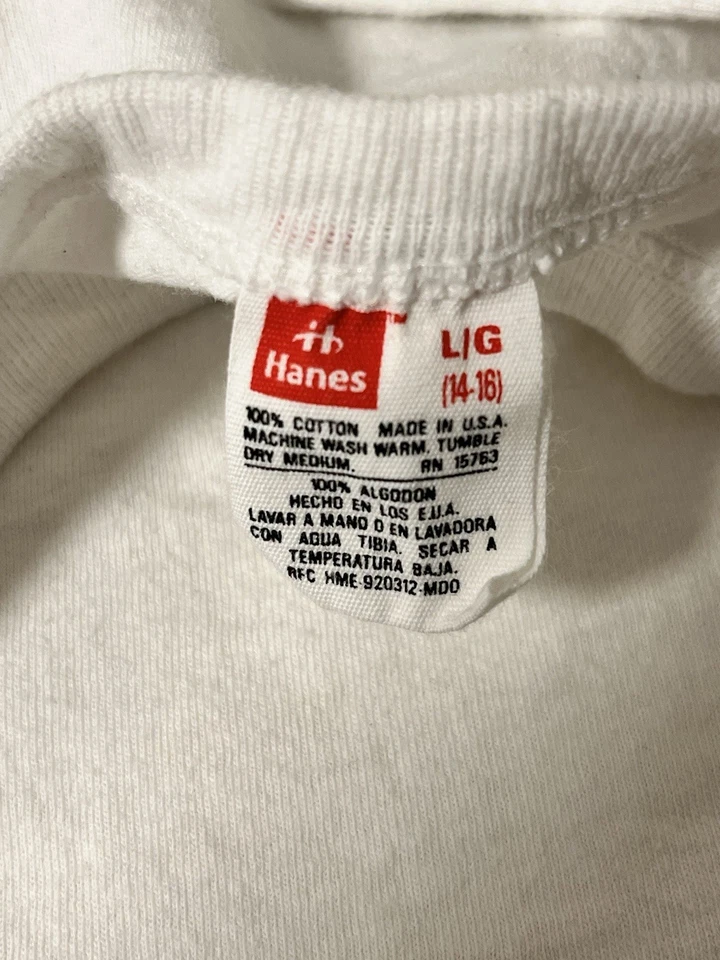 Hanes
L/G
(14-16)
100% COTTON MADE IN U.S.A.
MACHINE WASH WARM. TUMBLE
DRY MEDIUM. RN 15763
100% ALGODON
HECHO EN LOS E.U.A.
LAVAR A MANO O EN LAVADORA
CON AGUA TIBIA. SECAR A
TEMPERATURA BAJA.
RFC HME-920312-MD0